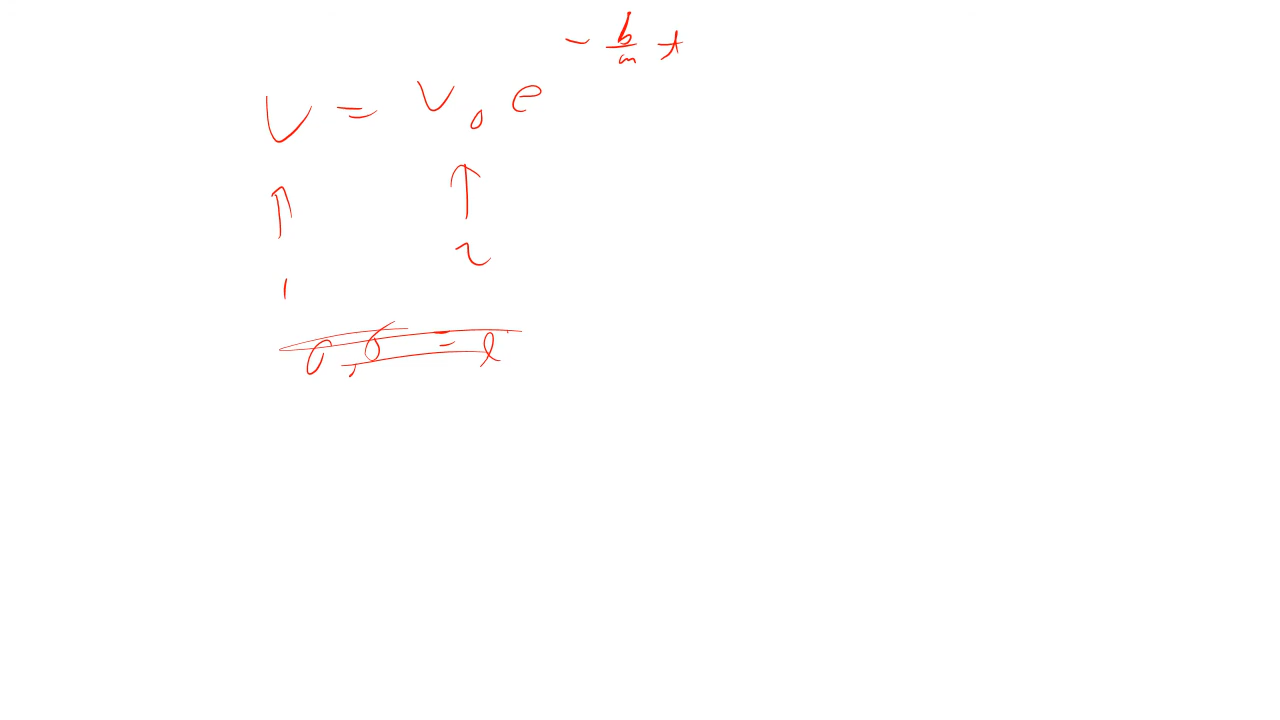 V = V₀ e^(-b/m t)
↑ ↑
1 2